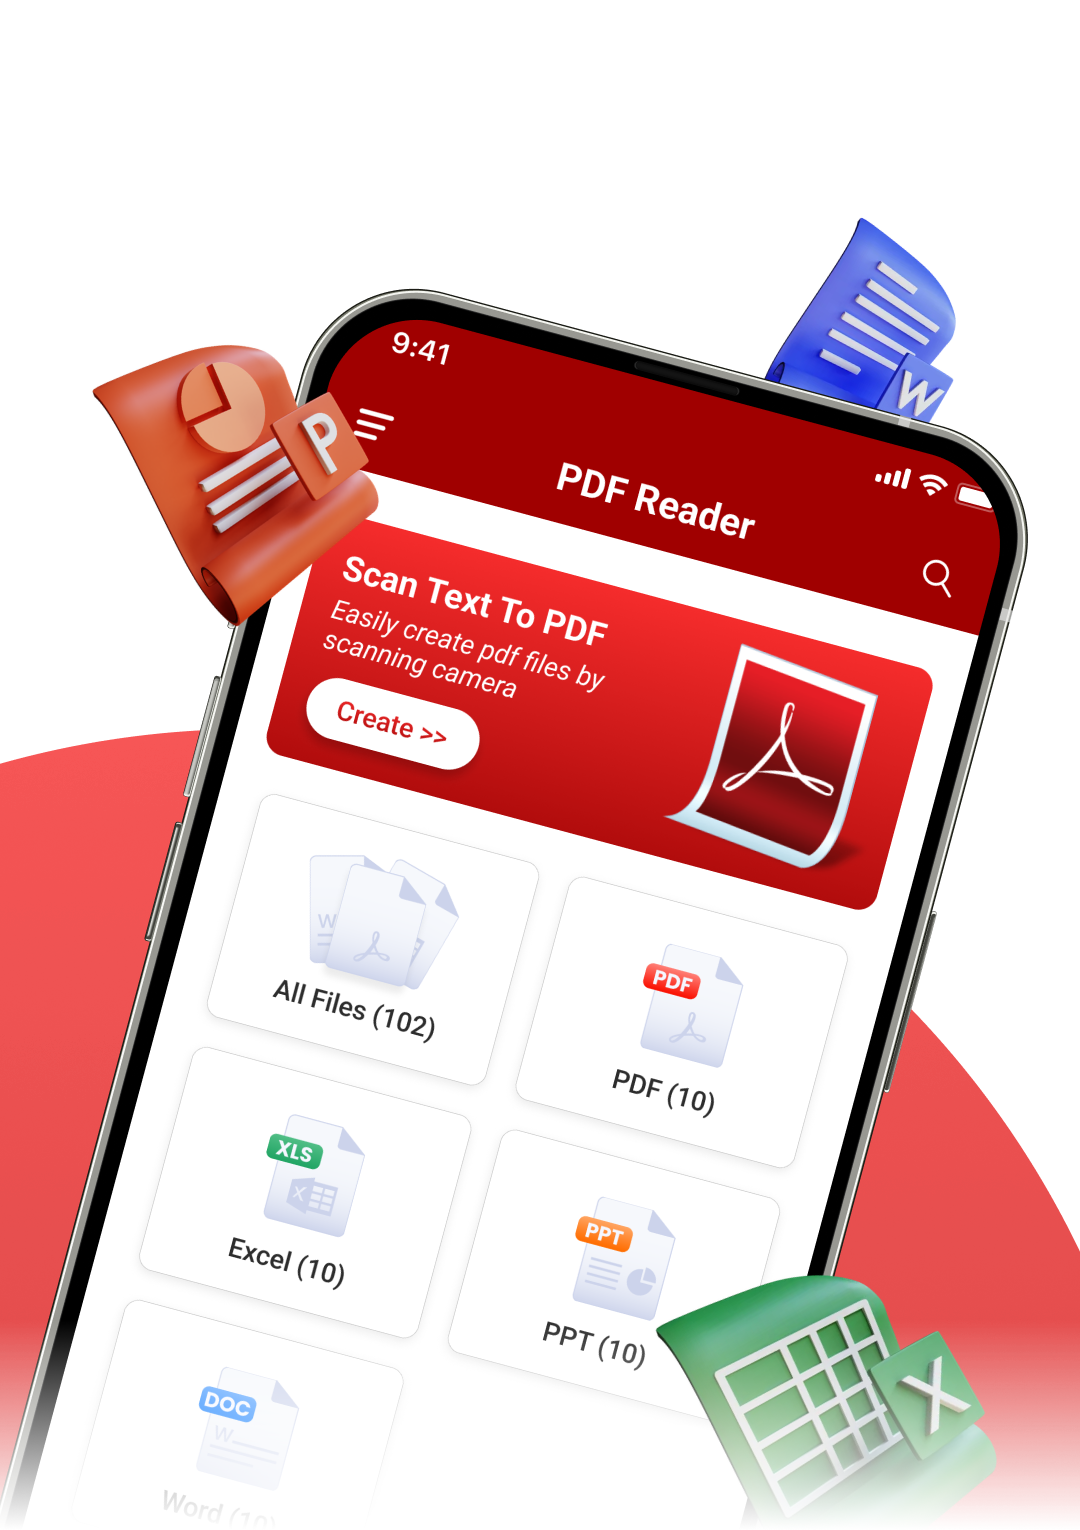 9:41
PDF Reader
Scan Text To PDF
Easily create pdf files by
scanning camera
Create >>
W
P
W
All Files (102)
PDF
PDF (10)
XLS
X
Excel (10)
PPT
PPT (10)
X
DOC
W
Word (10)